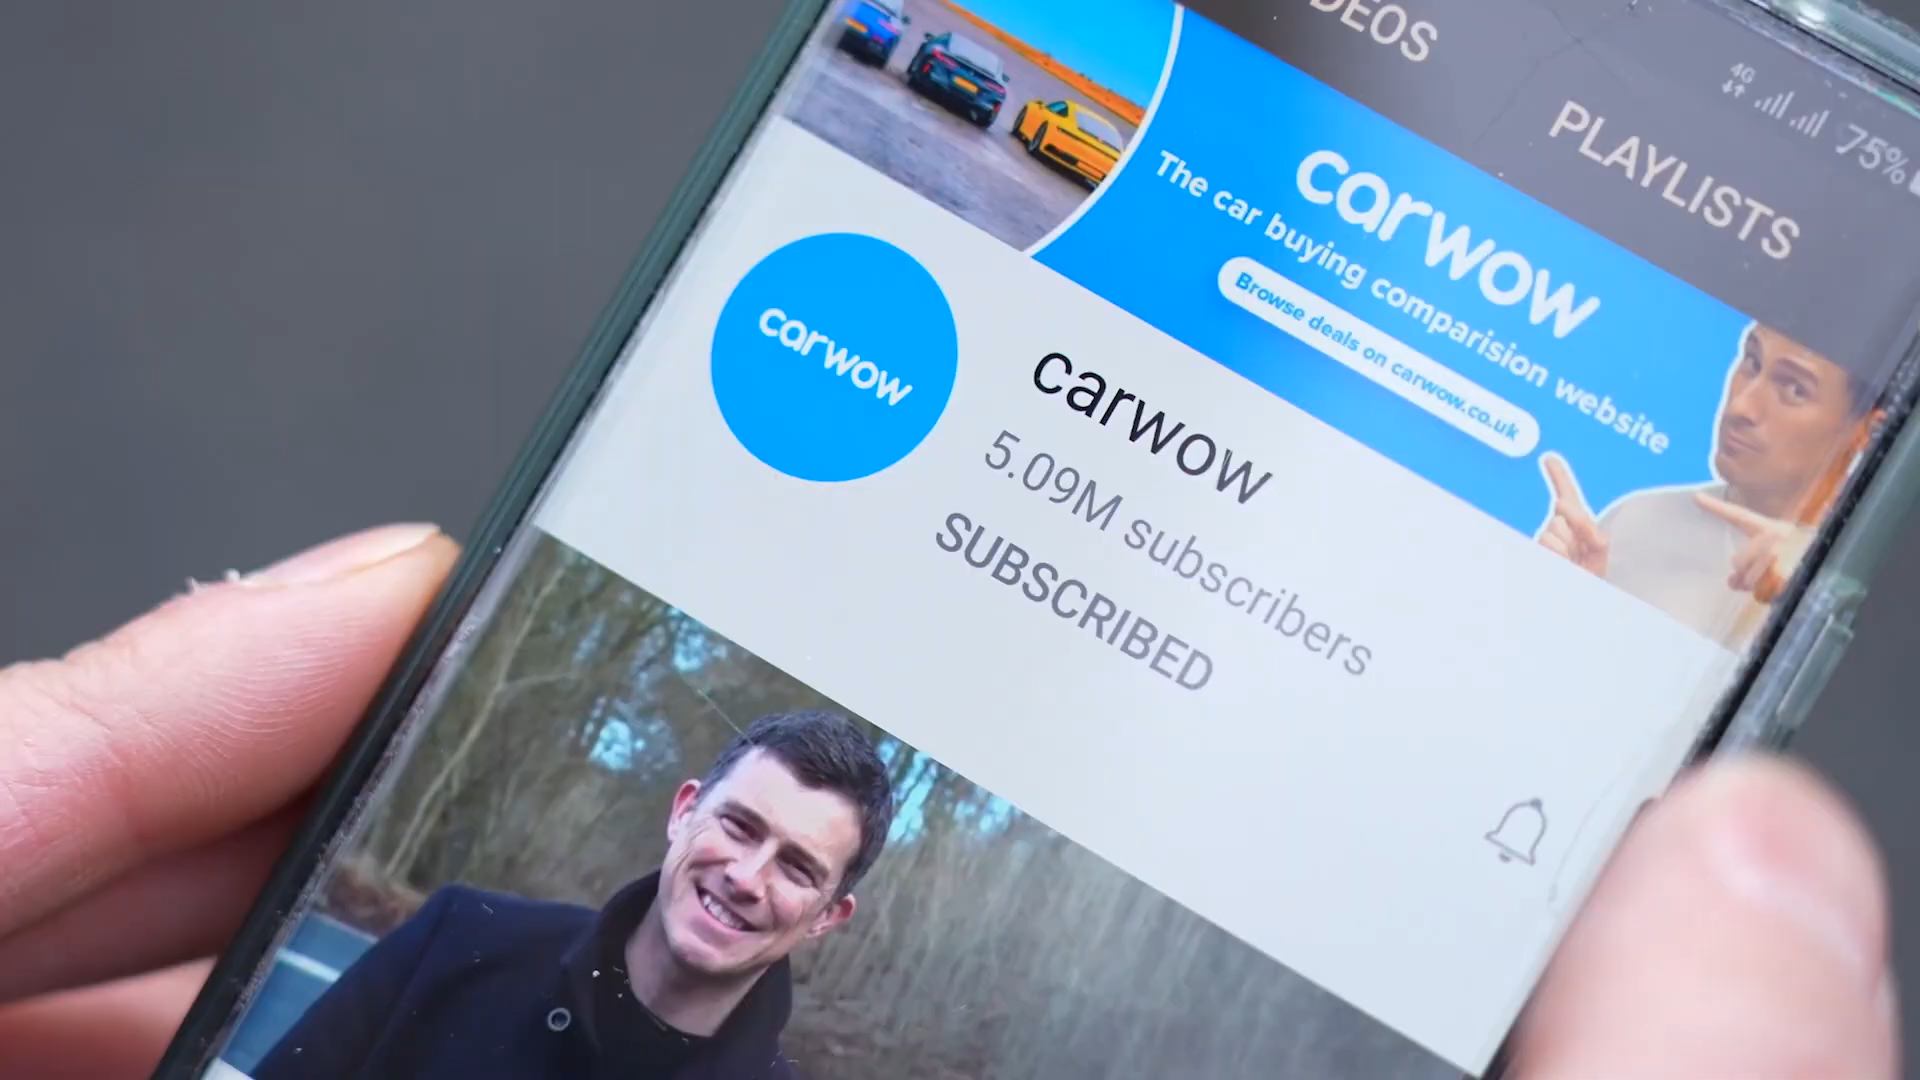 DEOS
PLAYLISTS
4G
75%
carwow
The car buying comparision website
Browse deals on carwow.co.uk
carwow
carwow
5.09M subscribers
SUBSCRIBED